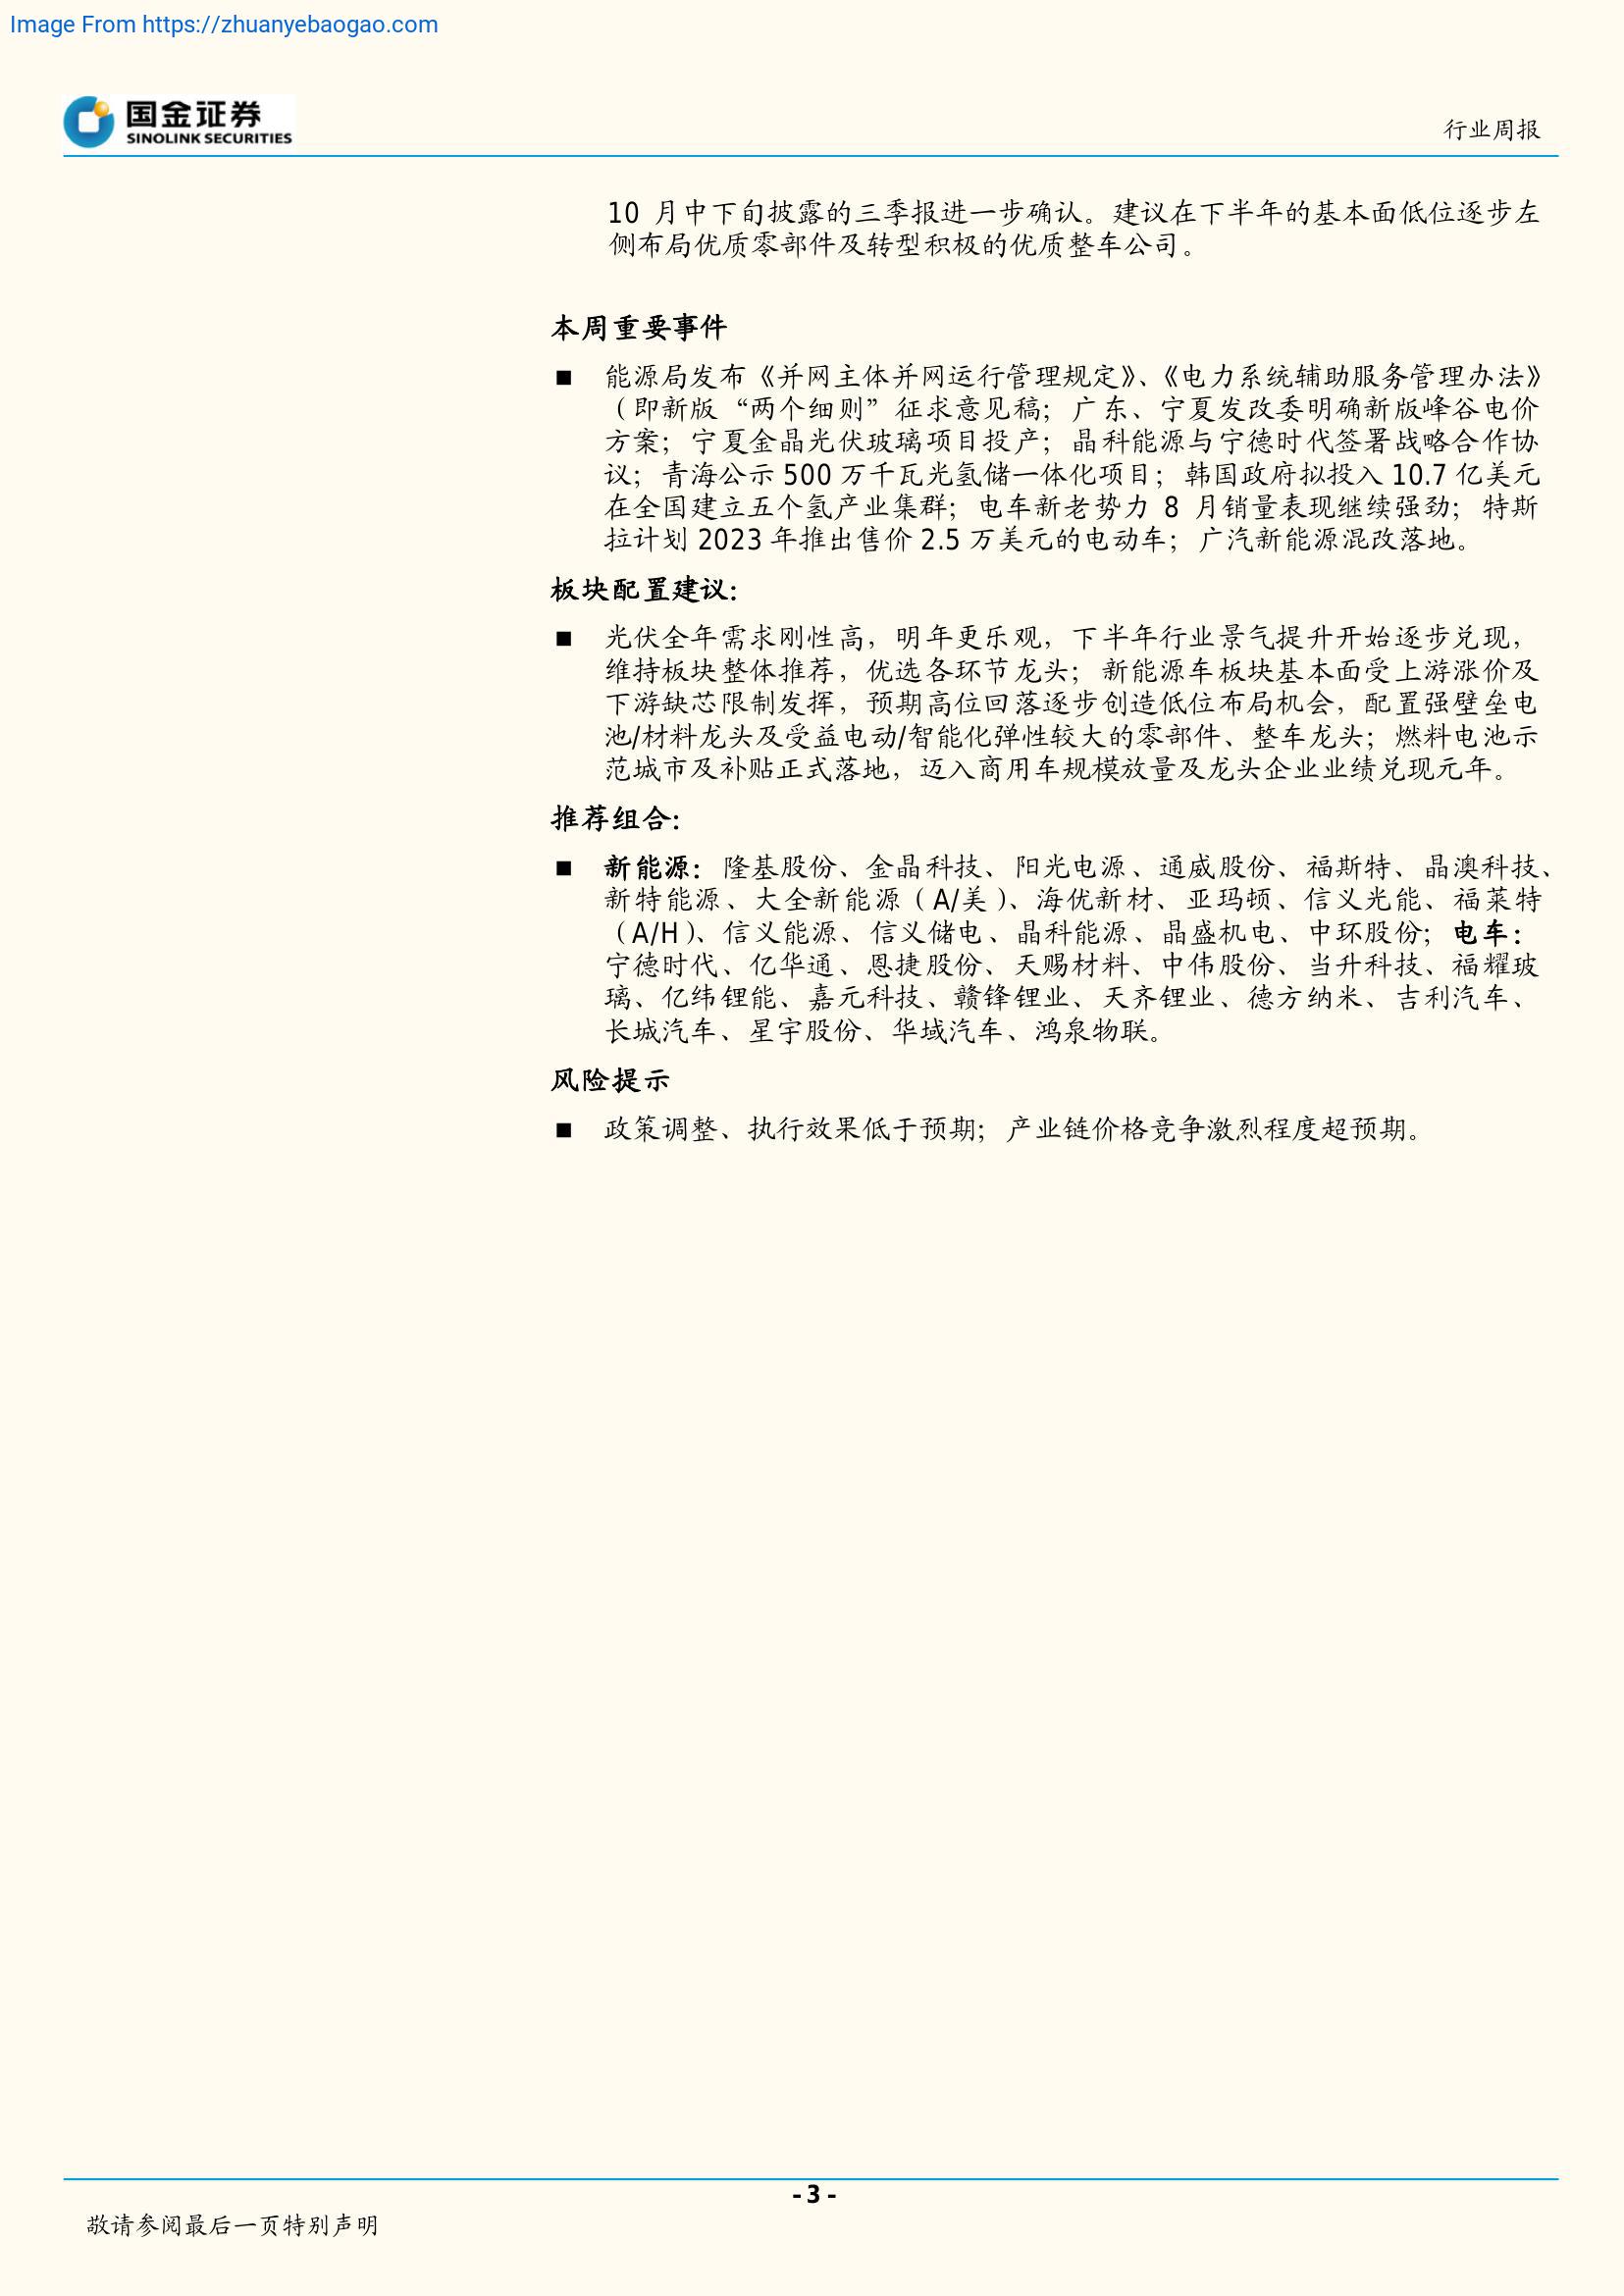 Image From https://zhuanyebaogao.com
国金证券
SINOLINK SECURITIES
行业周报
10 月中下旬披露的三季报进一步确认。建议在下半年的基本面低位逐步左
侧布局优质零部件及转型积极的优质整车公司。
本周重要事件
■ 能源局发布《并网主体并网运行管理规定》、《电力系统辅助服务管理办法》
（即新版“两个细则”征求意见稿；广东、宁夏发改委明确新版峰谷电价
方案；宁夏金晶光伏玻璃项目投产；晶科能源与宁德时代签署战略合作协
议；青海公示 500 万千瓦光氢储一体化项目；韩国政府拟投入 10.7 亿美元
在全国建立五个氢产业集群；电车新老势力 8 月销量表现继续强劲；特斯
拉计划 2023 年推出售价 2.5 万美元的电动车；广汽新能源混改落地。
板块配置建议：
■ 光伏全年需求刚性高，明年更乐观，下半年行业景气提升开始逐步兑现，
维持板块整体推荐，优选各环节龙头；新能源车板块基本面受上游涨价及
下游缺芯限制发挥，预期高位回落逐步创造低位布局机会，配置强壁垒电
池/材料龙头及受益电动/智能化弹性较大的零部件、整车龙头；燃料电池示
范城市及补贴正式落地，迈入商用车规模放量及龙头企业业绩兑现元年。
推荐组合：
■ 新能源：隆基股份、金晶科技、阳光电源、通威股份、福斯特、晶澳科技、
新特能源、大全新能源（A/美）、海优新材、亚玛顿、信义光能、福莱特
（A/H）、信义能源、信义储电、晶科能源、晶盛机电、中环股份；电车：
宁德时代、亿华通、恩捷股份、天赐材料、中伟股份、当升科技、福耀玻
璃、亿纬锂能、嘉元科技、赣锋锂业、天齐锂业、德方纳米、吉利汽车、
长城汽车、星宇股份、华域汽车、鸿泉物联。
风险提示
■ 政策调整、执行效果低于预期；产业链价格竞争激烈程度超预期。
- 3 -
敬请参阅最后一页特别声明